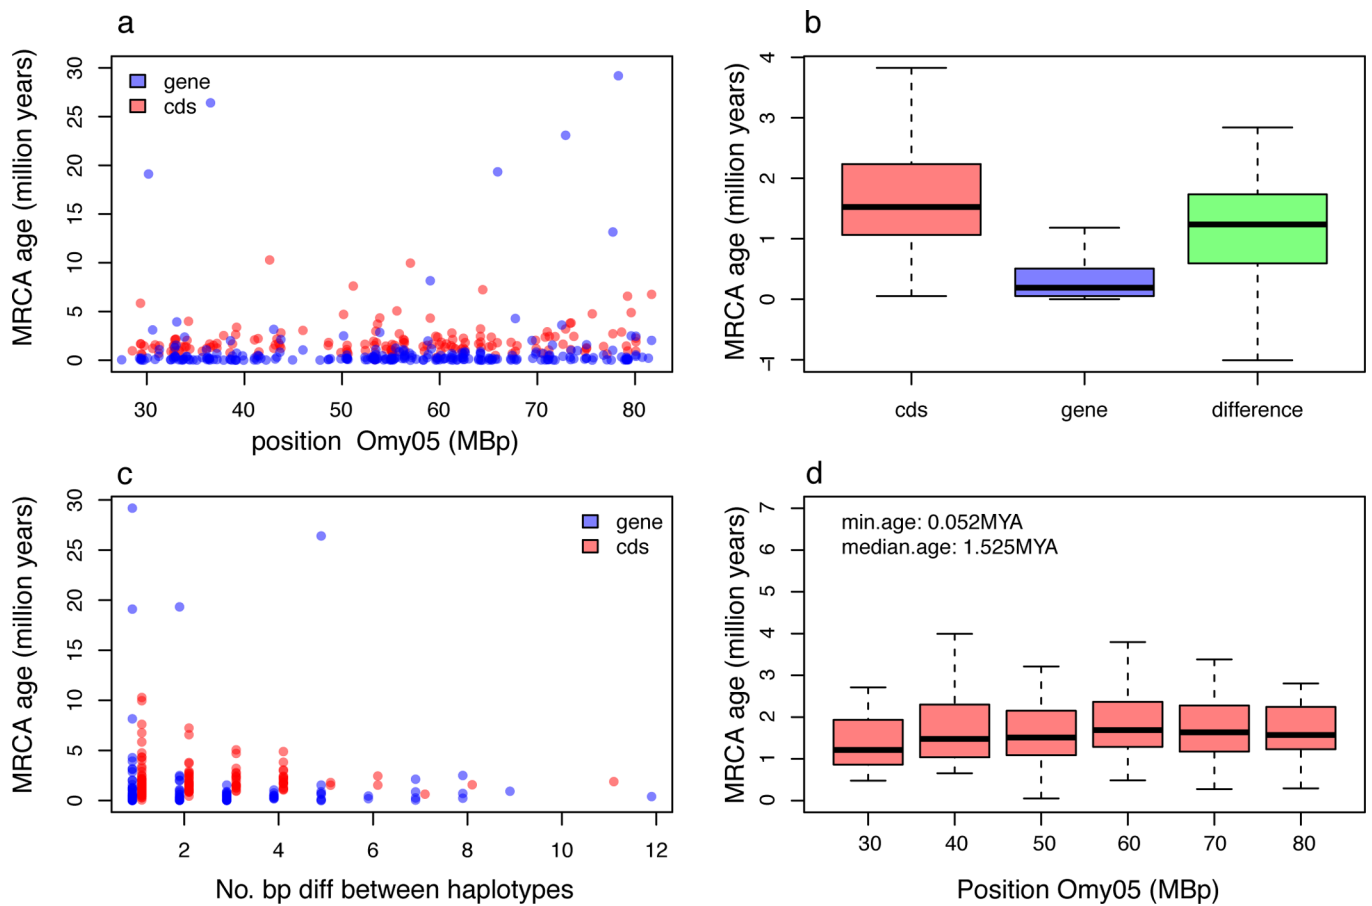 a
MRCA age (million years)
30
25
20
15
10
5
0
gene
cds
30 40 50 60 70 80
position Omy05 (MBp)
b
MRCA age (million years)
4
3
2
1
0
−1
cds gene difference
c
MRCA age (million years)
30
25
20
15
10
5
0
gene
cds
2 4 6 8 10 12
No. bp diff between haplotypes
d
MRCA age (million years)
7
6
5
4
3
2
1
0
min.age: 0.052MYA
median.age: 1.525MYA
30 40 50 60 70 80
Position Omy05 (MBp)